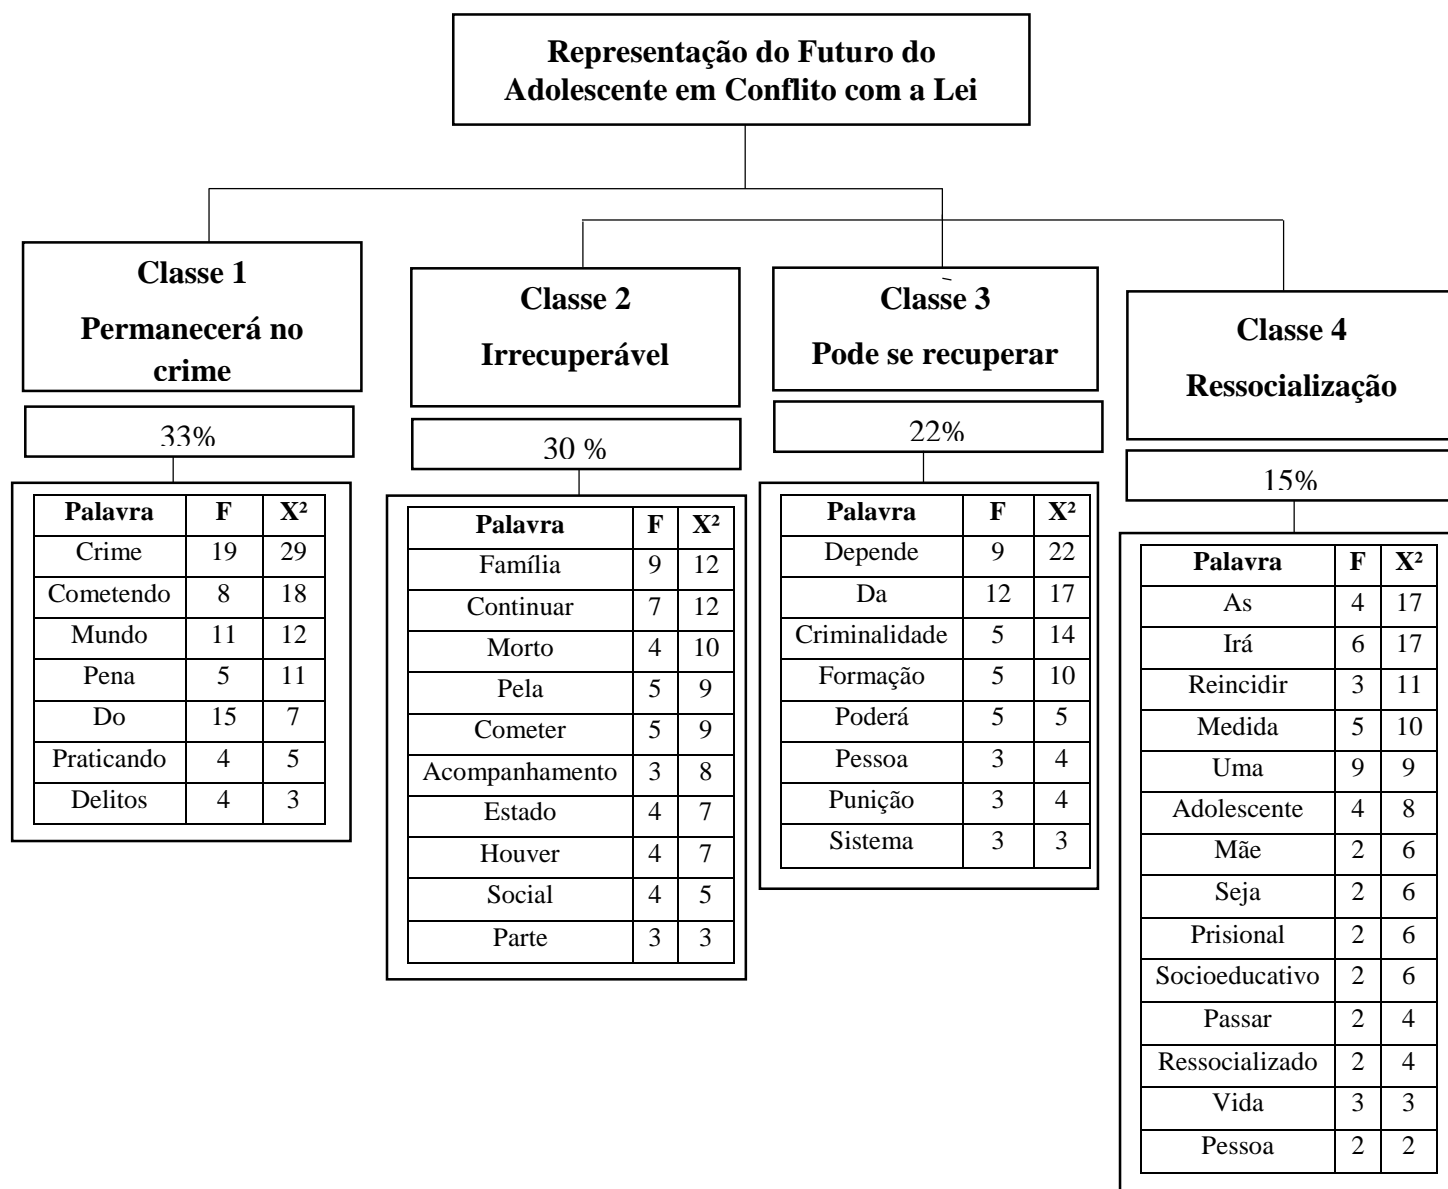 Representação do Futuro do
Adolescente em Conflito com a Lei
Classe 1
Permanecerá no
crime
33%
Palavra F X²
Crime 19 29
Cometendo 8 18
Mundo 11 12
Pena 5 11
Do 15 7
Praticando 4 5
Delitos 4 3
Classe 2
Irrecuperável
30 %
Palavra F X²
Família 9 12
Continuar 7 12
Morto 4 10
Pela 5 9
Cometer 5 9
Acompanhamento 3 8
Estado 4 7
Houver 4 7
Social 4 5
Parte 3 3
Classe 3
Pode se recuperar
22%
Palavra F X²
Depende 9 22
Da 12 17
Criminalidade 5 14
Formação 5 10
Poderá 5 5
Pessoa 3 4
Punição 3 4
Sistema 3 3
Classe 4
Ressocialização
15%
Palavra F X²
As 4 17
Irá 6 17
Reincidir 3 11
Medida 5 10
Uma 9 9
Adolescente 4 8
Mãe 2 6
Seja 2 6
Prisional 2 6
Socioeducativo 2 6
Passar 2 4
Ressocializado 2 4
Vida 3 3
Pessoa 2 2